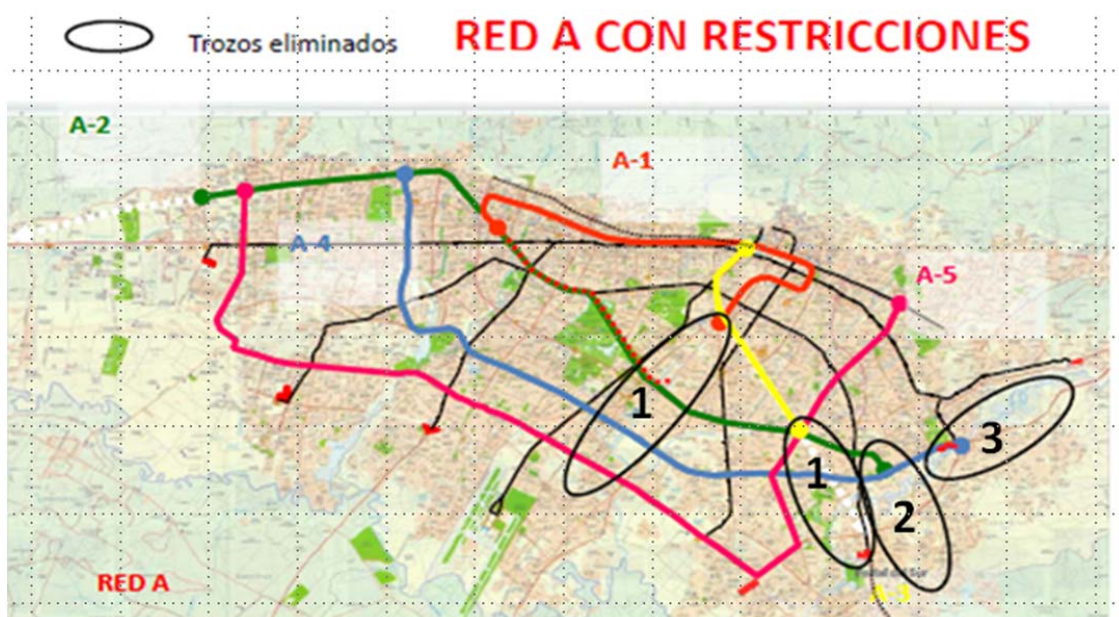 Trozos eliminados
RED A CON RESTRICCIONES
A-2
A-1
A-4
A-5
1
1
3
2
RED A
A-3